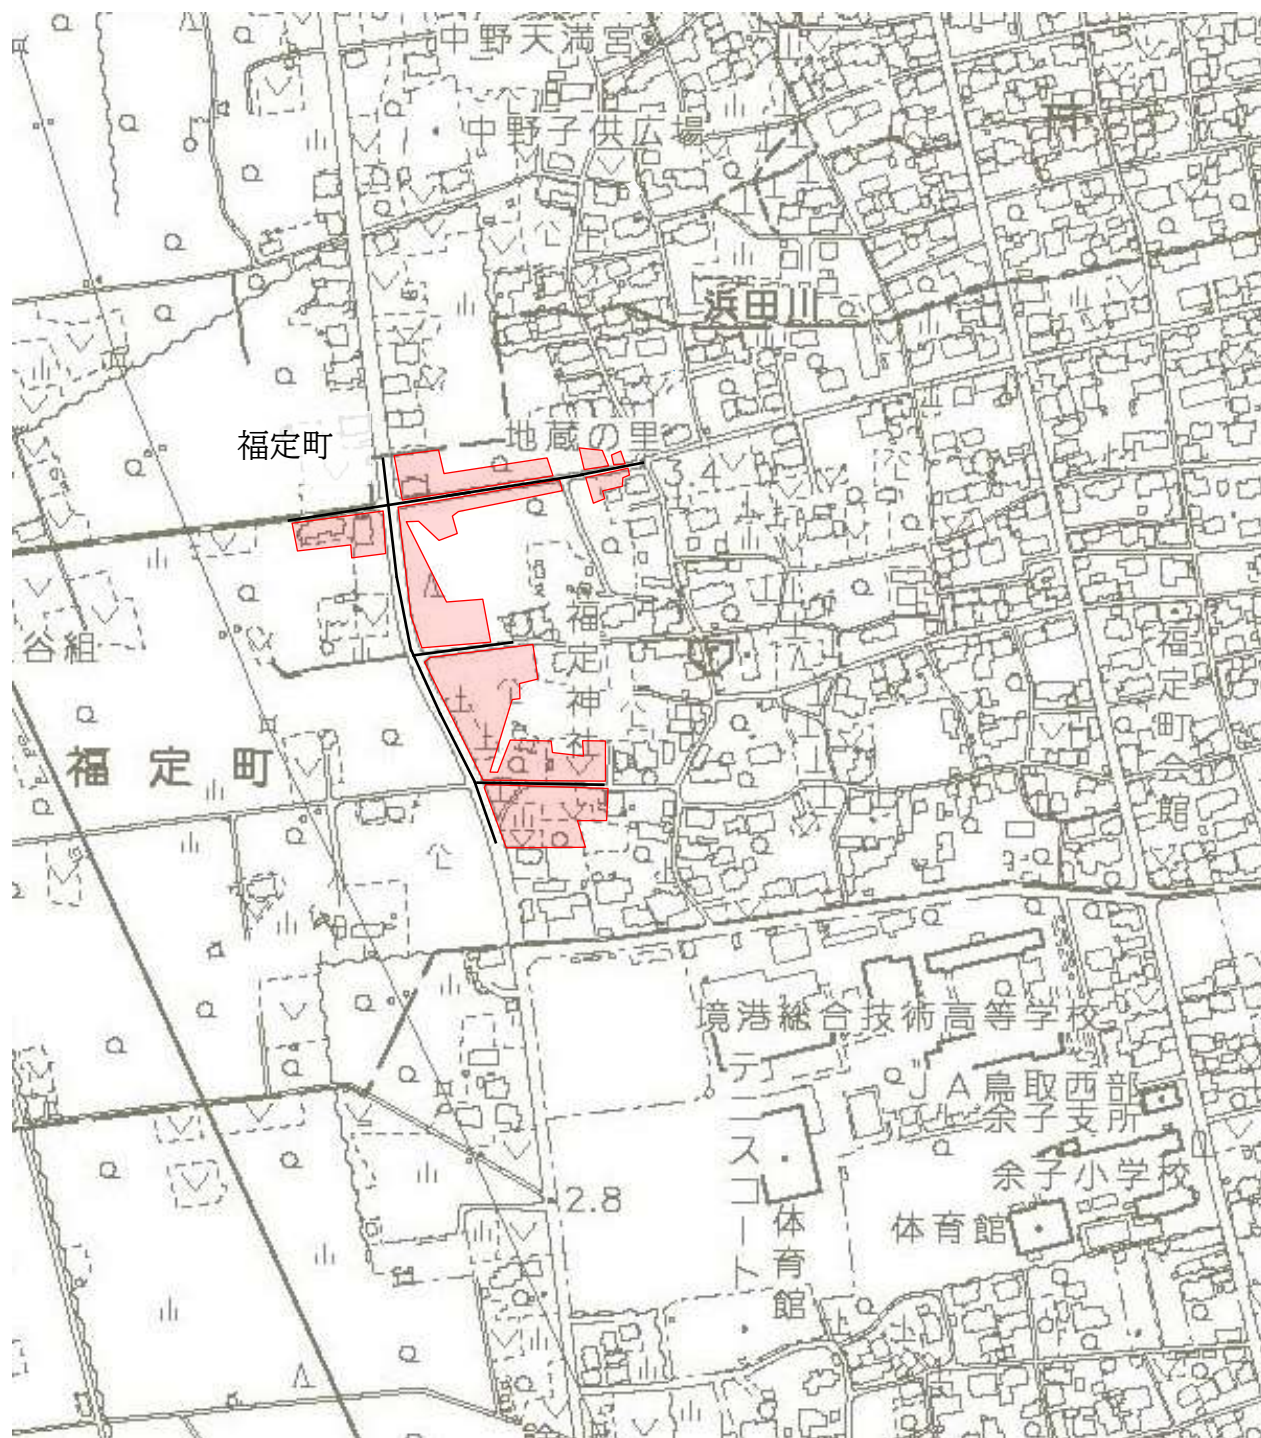 中野天満宮
中野子供広場
浜田川
地蔵の里
福定町
3.4
谷組
福定神社
福定町会館
福定町
境港総合技術高等学校
テニスコート
JA鳥取西部
余子支所
余子小学校
2.8
体育館
体育館